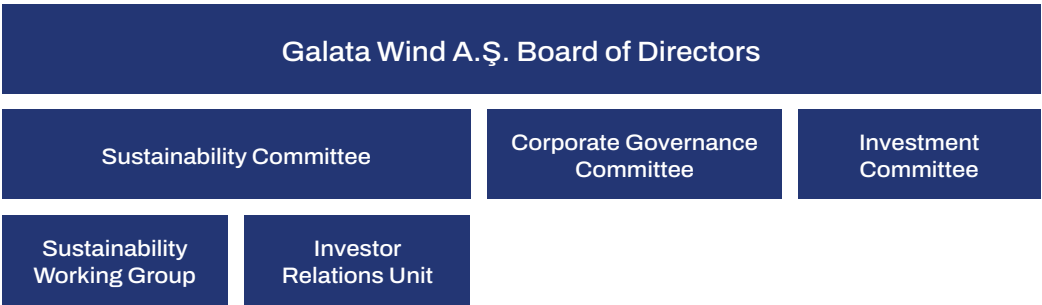 Galata Wind A.Ş. Board of Directors
Sustainability Committee
Corporate Governance
Committee
Investment
Committee
Sustainability
Working Group
Investor
Relations Unit